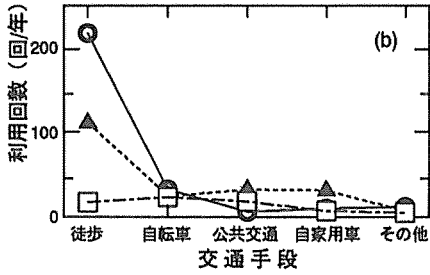 利用回数（回/年）
200
100
0
(b)
徒歩 自転車 公共交通 自家用車 その他
交通手段